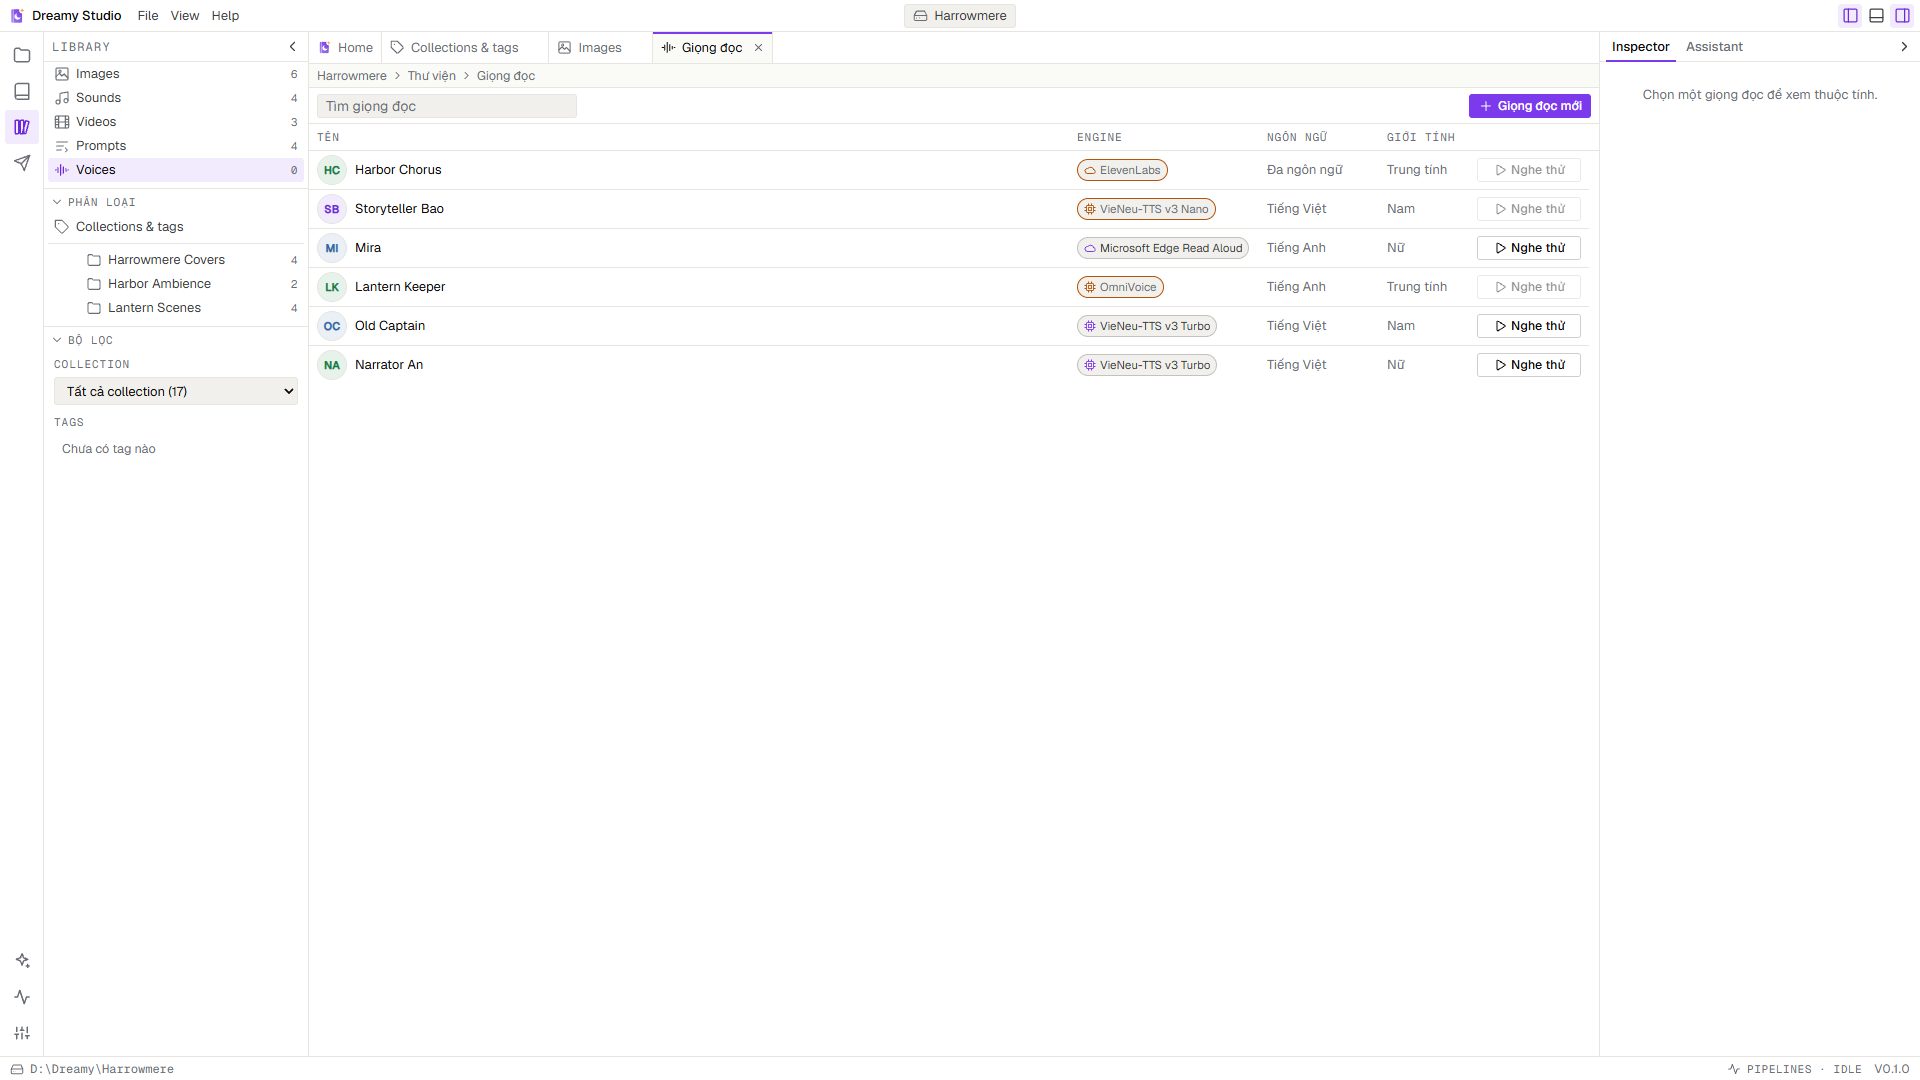 Dreamy Studio File View Help
Harrowmere
LIBRARY
Images 6
Sounds 4
Videos 3
Prompts 4
Voices 0
PHÂN LOẠI
Collections & tags
Harrowmere Covers 4
Harbor Ambience 2
Lantern Scenes 4
BỘ LỌC
COLLECTION
Tất cả collection (17)
TAGS
Chưa có tag nào
Home Collections & tags Images Giọng đọc
Harrowmere > Thư viện > Giọng đọc
Tìm giọng đọc
Giọng đọc mới
TÊN ENGINE NGÔN NGỮ GIỚI TÍNH
HC Harbor Chorus ElevenLabs Đa ngôn ngữ Trung tính Nghe thử
SB Storyteller Bao VieNeu-TTS v3 Nano Tiếng Việt Nam Nghe thử
MI Mira Microsoft Edge Read Aloud Tiếng Anh Nữ Nghe thử
LK Lantern Keeper OmniVoice Tiếng Anh Trung tính Nghe thử
OC Old Captain VieNeu-TTS v3 Turbo Tiếng Việt Nam Nghe thử
NA Narrator An VieNeu-TTS v3 Turbo Tiếng Việt Nữ Nghe thử
Inspector Assistant
Chọn một giọng đọc để xem thuộc tính.
D:\Dreamy\Harrowmere
PIPELINES · IDLE V0.1.0